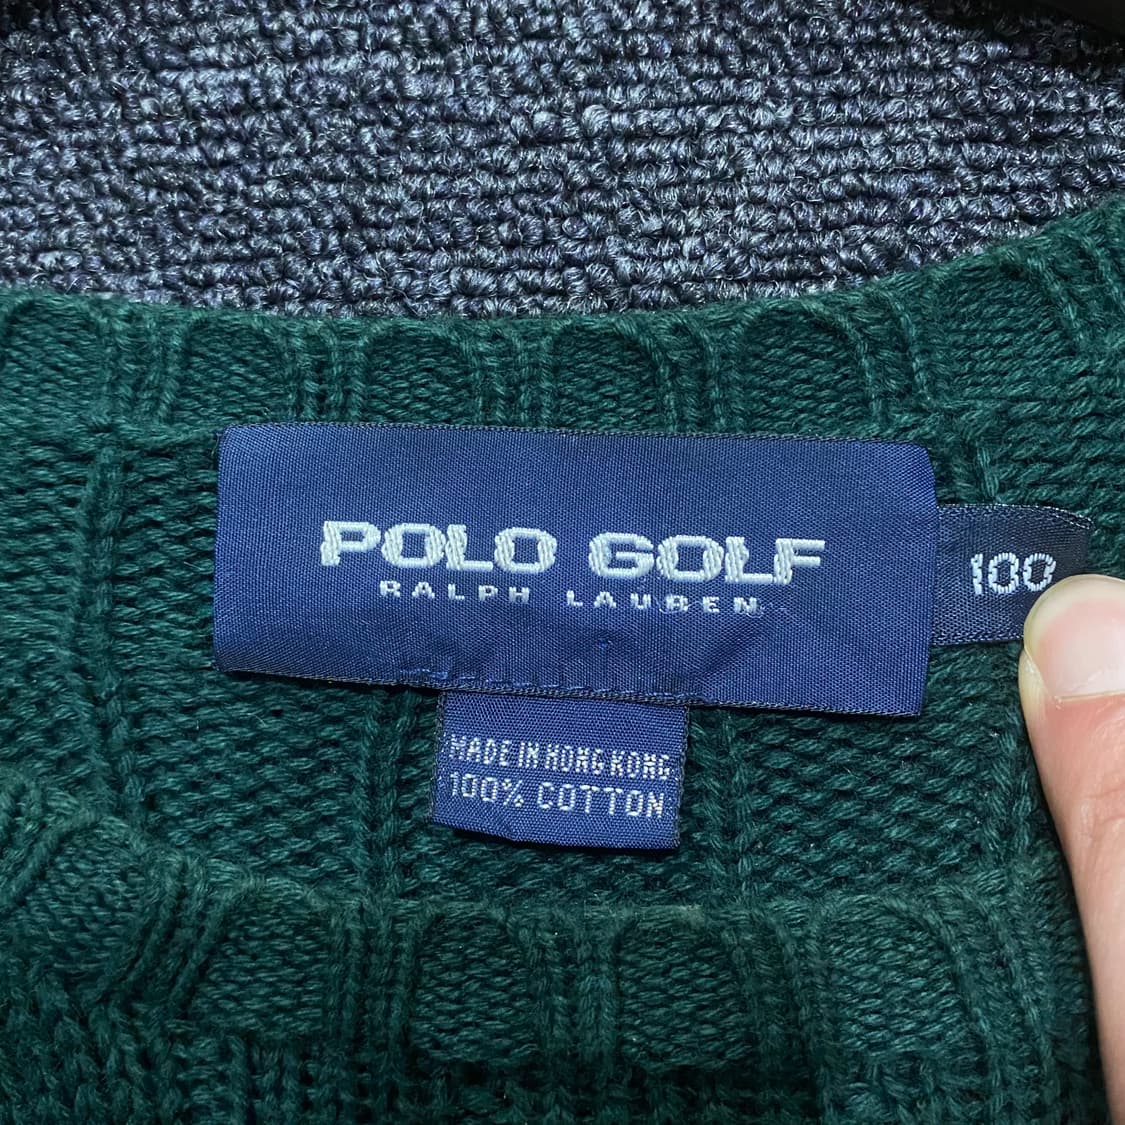 POLO GOLF
RALPH LAUREN
100
MADE IN HONG KONG
100% COTTON